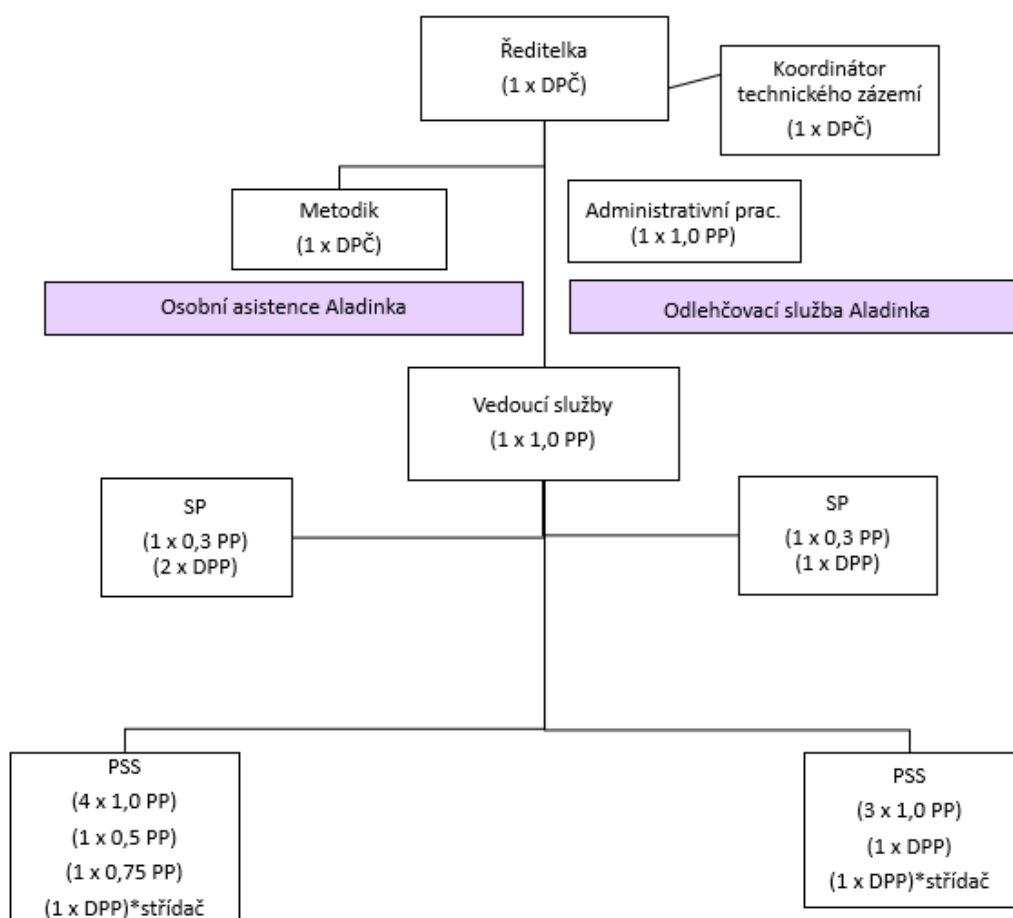 Ředitelka
(1 x DPČ)
Koordinátor
technického zázemí
(1 x DPČ)
Metodik
(1 x DPČ)
Administrativní prac.
(1 x 1,0 PP)
Osobní asistence Aladinka
Odlehčovací služba Aladinka
Vedoucí služby
(1 x 1,0 PP)
SP
(1 x 0,3 PP)
(2 x DPP)
SP
(1 x 0,3 PP)
(1 x DPP)
PSS
(4 x 1,0 PP)
(1 x 0,5 PP)
(1 x 0,75 PP)
(1 x DPP)*střídač
PSS
(3 x 1,0 PP)
(1 x DPP)
(1 x DPP)*střídač